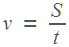 v = S/t